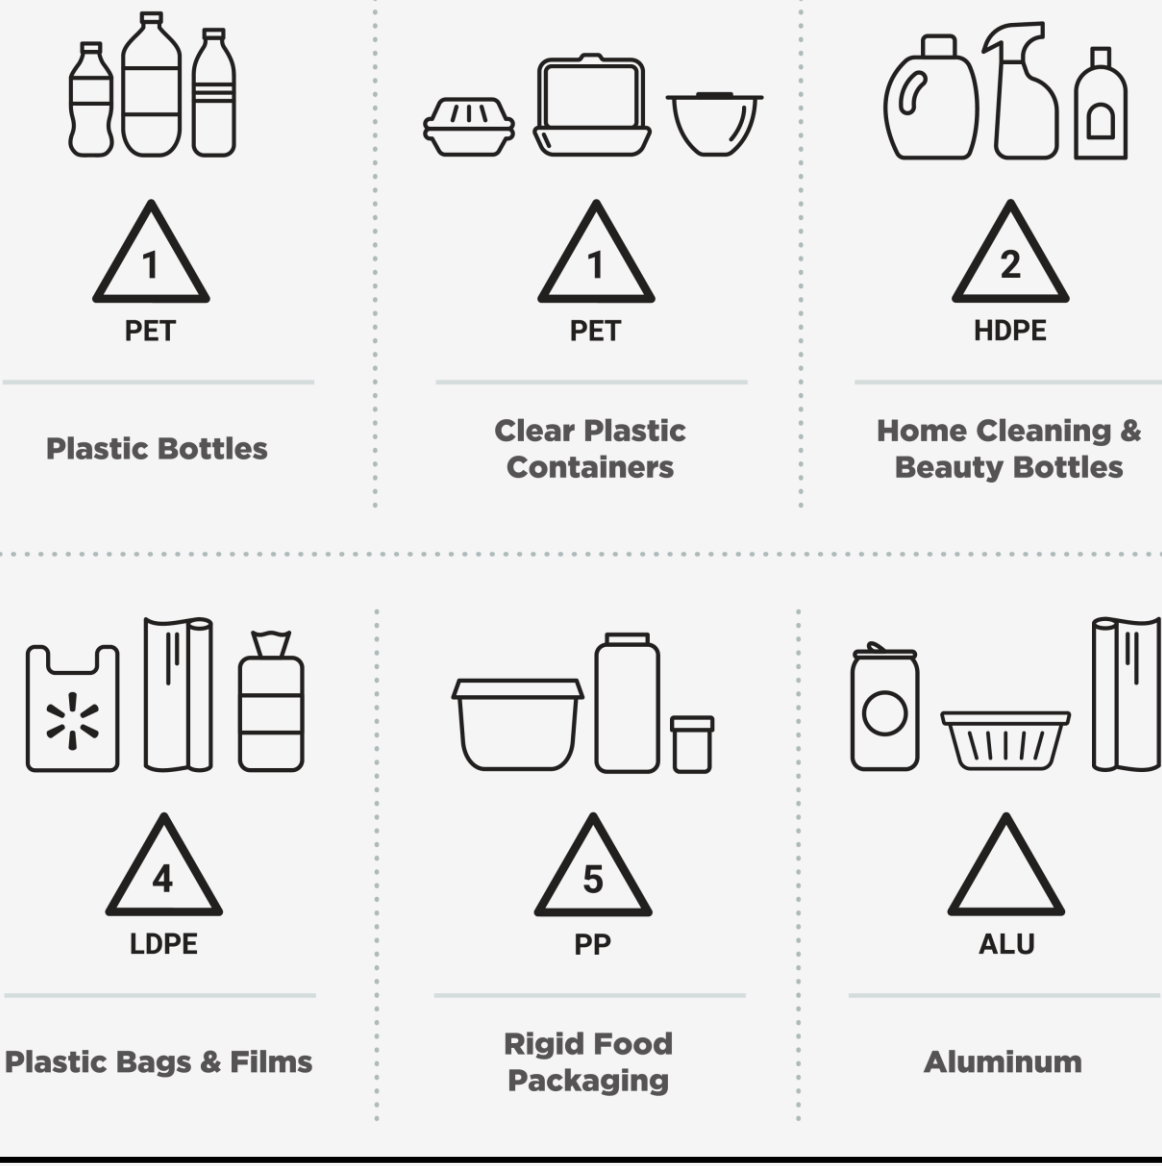 1
PET
Plastic Bottles
1
PET
Clear Plastic
Containers
2
HDPE
Home Cleaning &
Beauty Bottles
4
LDPE
Plastic Bags & Films
5
PP
Rigid Food
Packaging
ALU
Aluminum